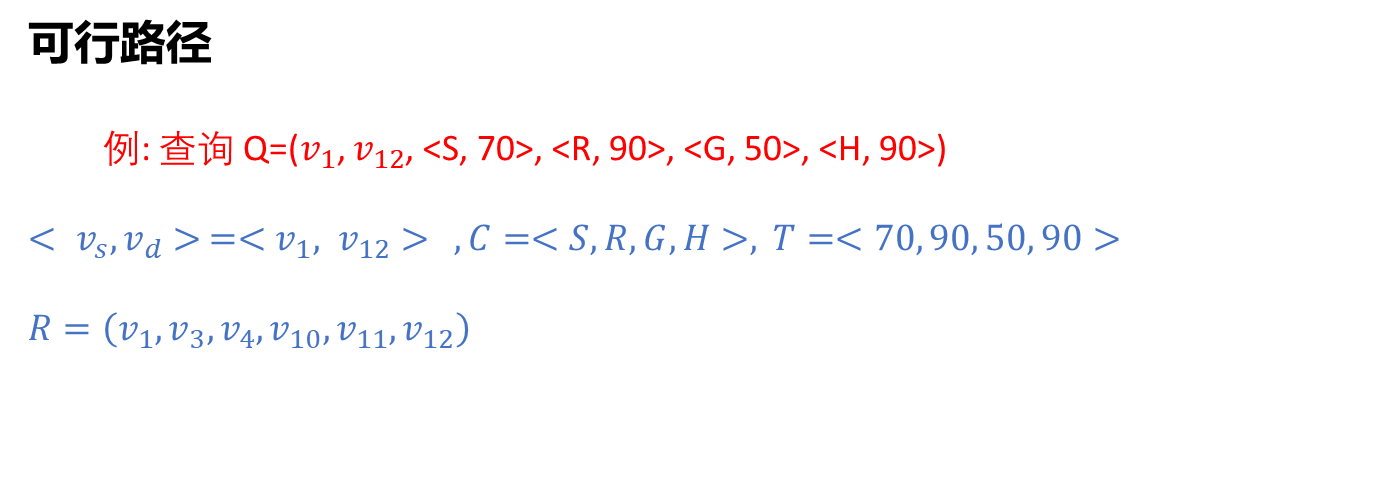 可行路径
例: 查询 Q=(𝑣₁, 𝑣₁₂, <S, 70>, <R, 90>, <G, 50>, <H, 90>)
< 𝑣ₛ, 𝑣_𝑑 > =< 𝑣₁, 𝑣₁₂ > , 𝐶 =< 𝑆, 𝑅, 𝐺, 𝐻 >, 𝑇 =< 70, 90, 50, 90 >
𝑅 = (𝑣₁, 𝑣₃, 𝑣₄, 𝑣₁₀, 𝑣₁₁, 𝑣₁₂)